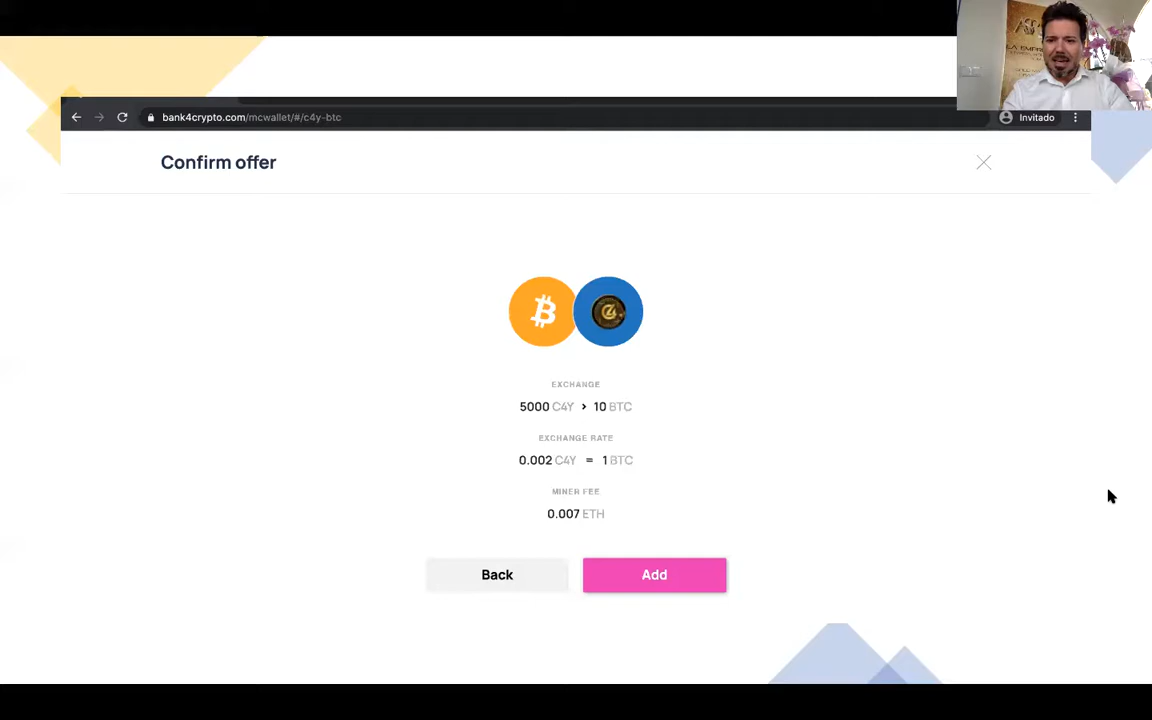 bank4crypto.com/mcwallet/#/c4y-btc
Invitado
Confirm offer
EXCHANGE
5000 C4Y > 10 BTC
EXCHANGE RATE
0.002 C4Y = 1 BTC
MINER FEE
0.007 ETH
Back
Add